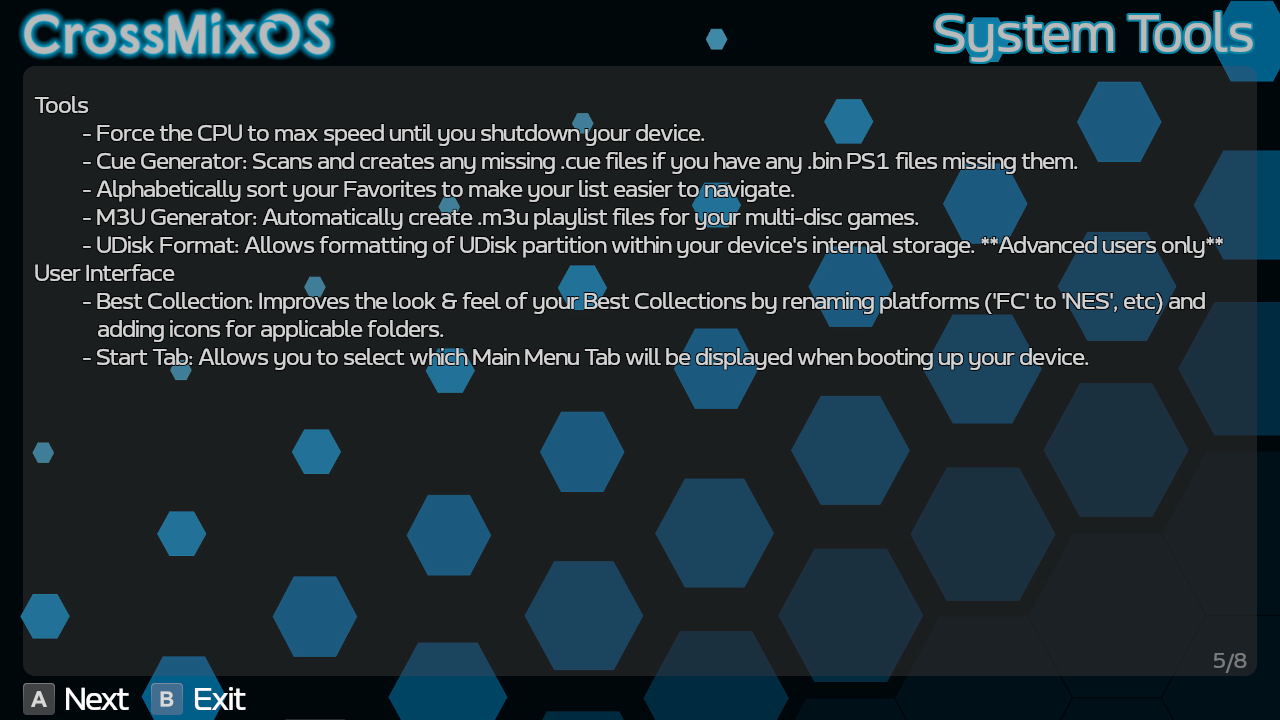 CrossMixOS
System Tools
Tools
- Force the CPU to max speed until you shutdown your device.
- Cue Generator: Scans and creates any missing .cue files if you have any .bin PS1 files missing them.
- Alphabetically sort your Favorites to make your list easier to navigate.
- M3U Generator: Automatically create .m3u playlist files for your multi-disc games.
- UDisk Format: Allows formatting of UDisk partition within your device's internal storage. **Advanced users only**
User Interface
- Best Collection: Improves the look & feel of your Best Collections by renaming platforms ('FC' to 'NES', etc) and
adding icons for applicable folders.
- Start Tab: Allows you to select which Main Menu Tab will be displayed when booting up your device.
5/8
A Next B Exit